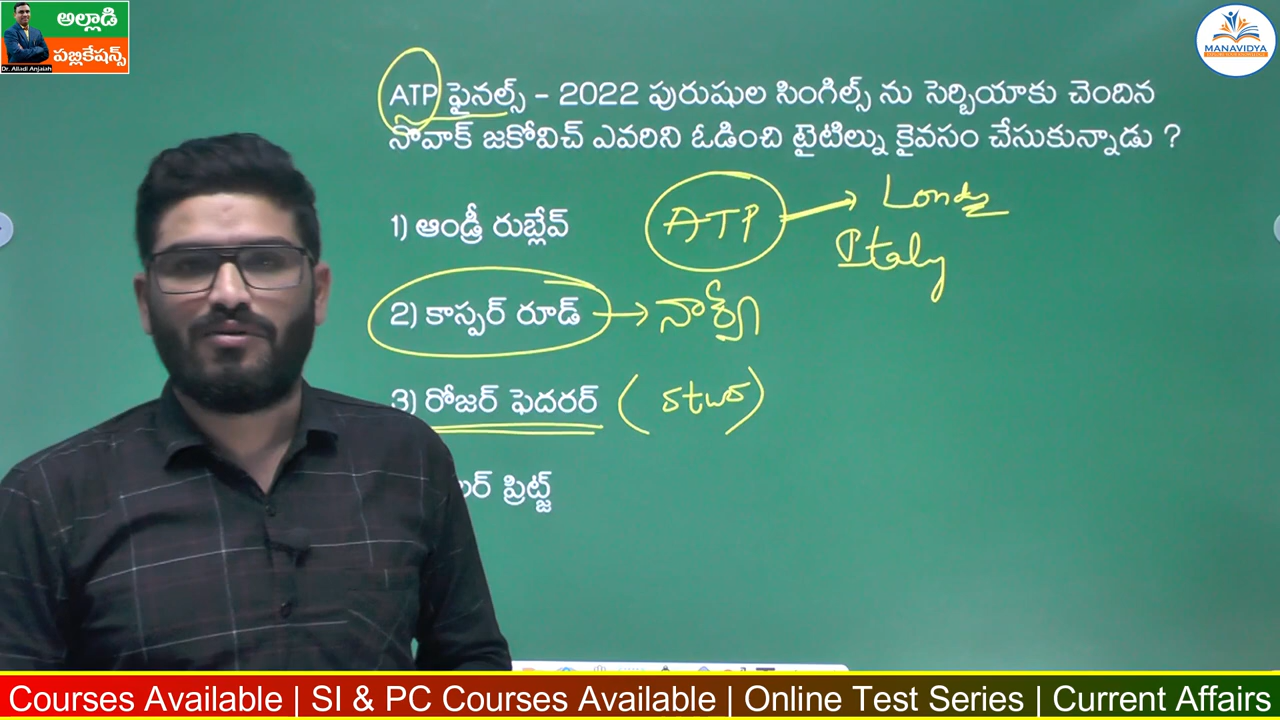 అల్లాడి
పబ్లికేషన్స్
Dr. Alladi Anjaiah
MANAVIDYA
ATP ఫైనల్స్ – 2022 పురుషుల సింగిల్స్ ను సెర్బియాకు చెందిన
నోవాక్ జకోవిచ్ ఎవరిని ఓడించి టైటిల్ను కైవసం చేసుకున్నాడు ?
1) ఆండ్రీ రుబ్లేవ్
ATP
Italy
2) కాస్పర్ రూడ్
నార్వే
3) రోజర్ ఫెదరర్
లర్ ప్రిట్జ్
Courses Available | SI & PC Courses Available | Online Test Series | Current Affairs